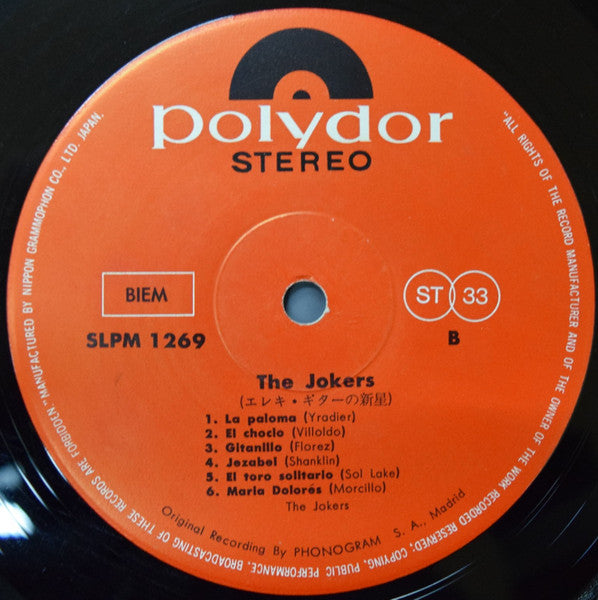 polydor
STEREO
BIEM
ST 33
SLPM 1269
B
The Jokers
(エレキ・ギターの新星)
1. La paloma (Yradier)
2. El choclo (Villoldo)
3. Gitanillo (Florez)
4. Jezabel (Shanklin)
5. El toro solitario (Sol Lake)
6. Maria Dolorés (Morcillo)
The Jokers
Original Recording By PHONOGRAM S. A., Madrid
"ALL RIGHTS OF THE RECORD MANUFACTURER AND OF THE OWNER OF THE WORK RECORDED RESERVED. COPYING, PUBLIC PERFORMANCE, BROADCASTING OF THESE RECORDS ARE FORBIDDEN." MANUFACTURED BY NIPPON GRAMMOPHON CO., LTD. JAPAN.